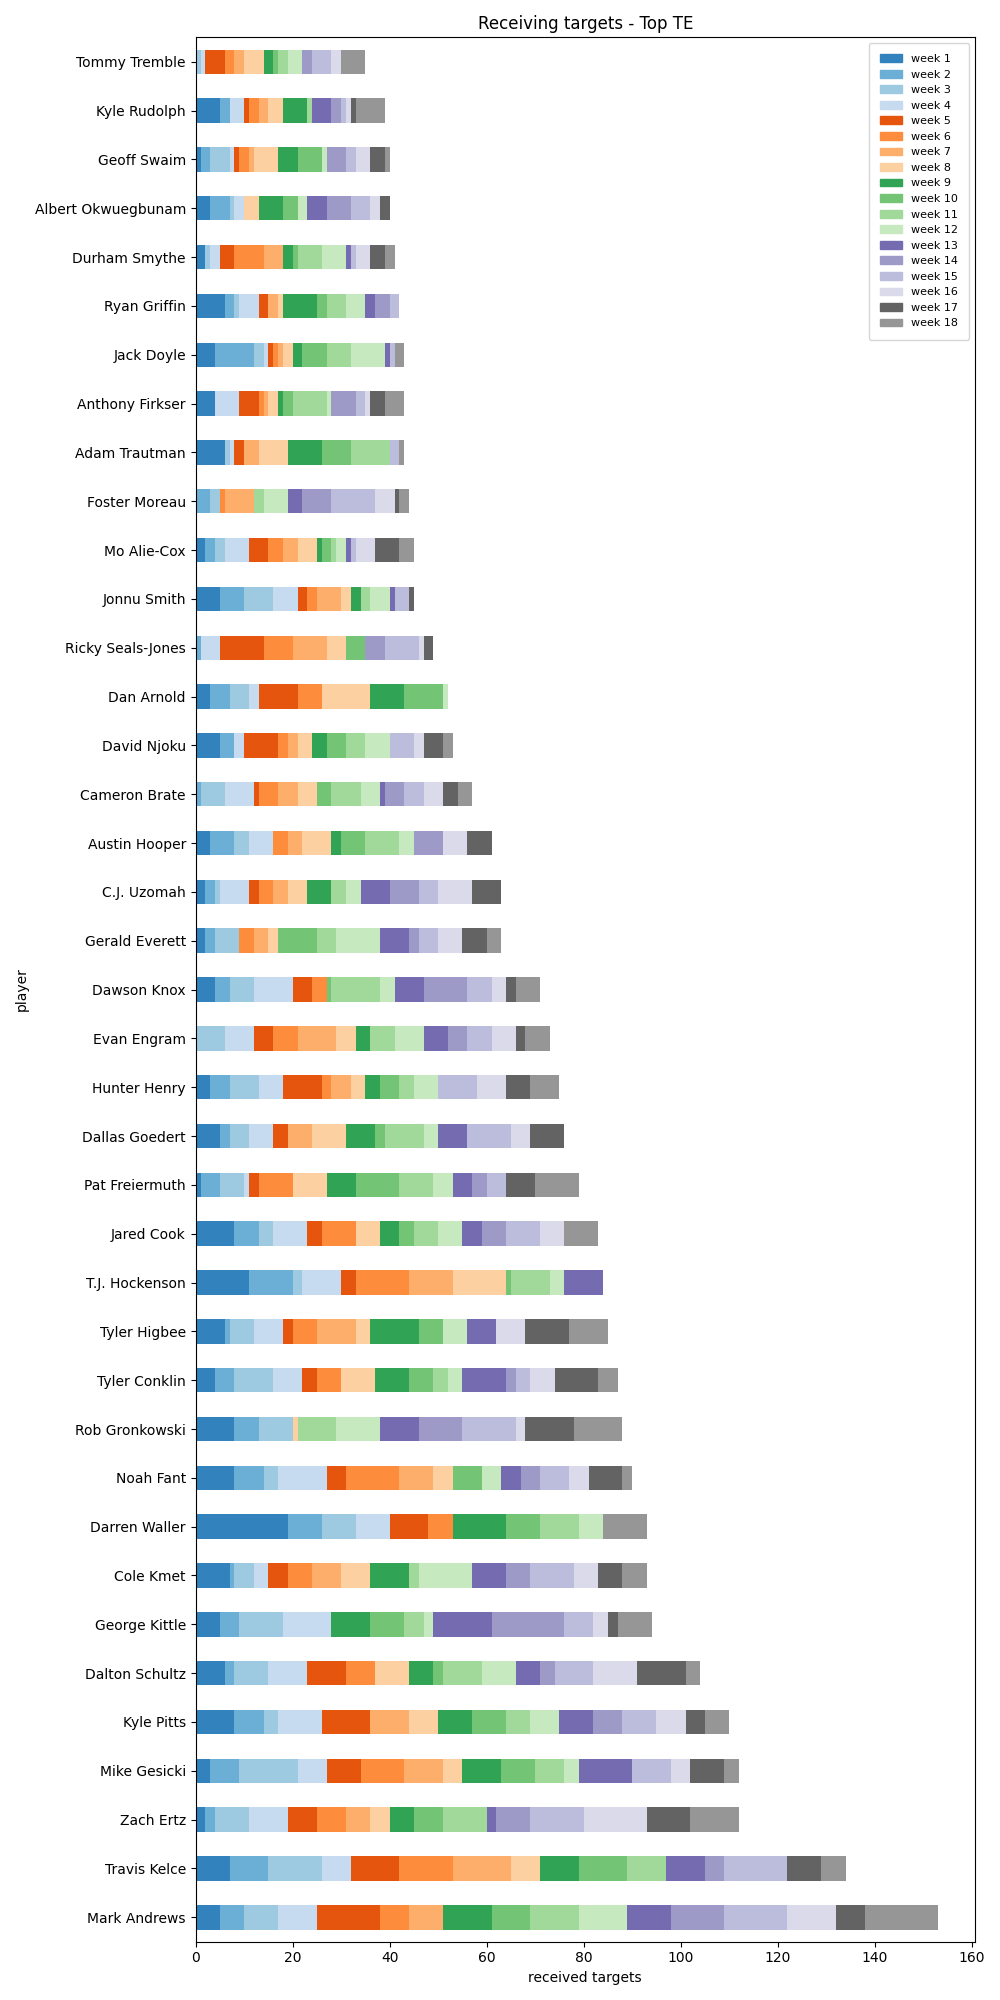 Receiving targets - Top TE
Tommy Tremble
Kyle Rudolph
Geoff Swaim
Albert Okwuegbunam
Durham Smythe
Ryan Griffin
Jack Doyle
Anthony Firkser
Adam Trautman
Foster Moreau
Mo Alie-Cox
Jonnu Smith
Ricky Seals-Jones
Dan Arnold
David Njoku
Cameron Brate
Austin Hooper
C.J. Uzomah
Gerald Everett
Dawson Knox
Evan Engram
Hunter Henry
Dallas Goedert
Pat Freiermuth
Jared Cook
T.J. Hockenson
Tyler Higbee
Tyler Conklin
Rob Gronkowski
Noah Fant
Darren Waller
Cole Kmet
George Kittle
Dalton Schultz
Kyle Pitts
Mike Gesicki
Zach Ertz
Travis Kelce
Mark Andrews
player
week 1
week 2
week 3
week 4
week 5
week 6
week 7
week 8
week 9
week 10
week 11
week 12
week 13
week 14
week 15
week 16
week 17
week 18
0 20 40 60 80 100 120 140 160
received targets